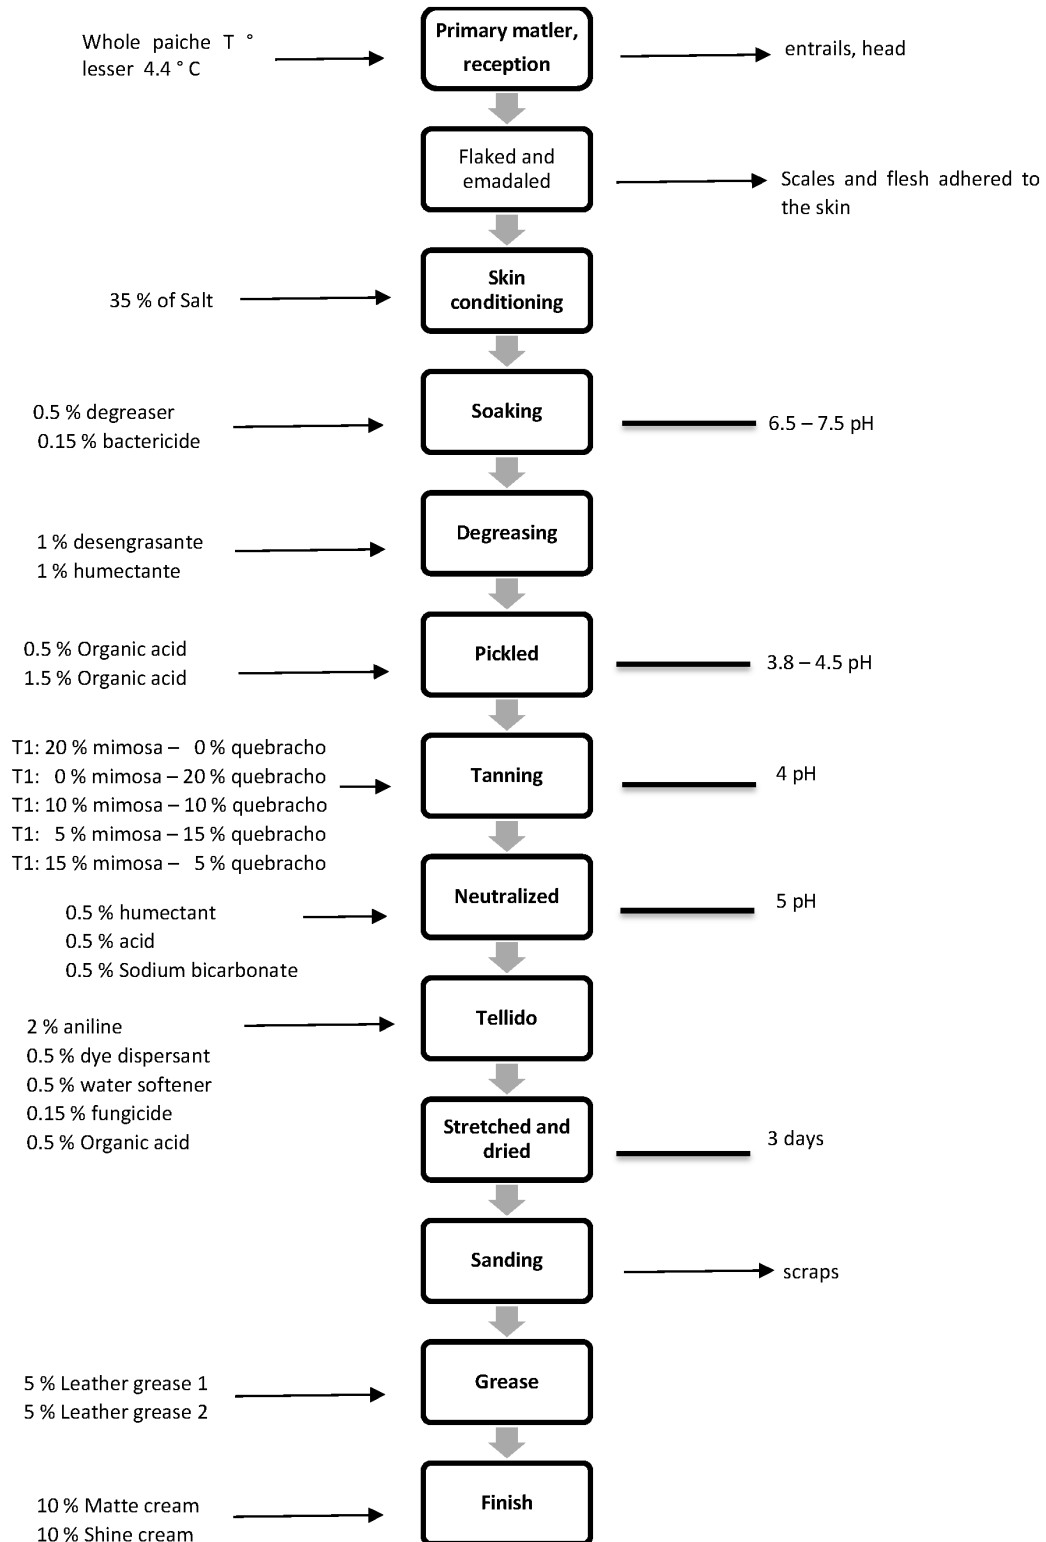 Whole paiche T °
lesser 4.4 ° C
Primary matler,
reception
entrails, head
Flaked and
emadaled
Scales and flesh adhered to
the skin
35 % of Salt
Skin
conditioning
0.5 % degreaser
0.15 % bactericide
Soaking
6.5 – 7.5 pH
1 % desengrasante
1 % humectante
Degreasing
0.5 % Organic acid
1.5 % Organic acid
Pickled
3.8 – 4.5 pH
T1: 20 % mimosa – 0 % quebracho
T1: 0 % mimosa – 20 % quebracho
T1: 10 % mimosa – 10 % quebracho
T1: 5 % mimosa – 15 % quebracho
T1: 15 % mimosa – 5 % quebracho
Tanning
4 pH
0.5 % humectant
0.5 % acid
0.5 % Sodium bicarbonate
Neutralized
5 pH
2 % aniline
0.5 % dye dispersant
0.5 % water softener
0.15 % fungicide
0.5 % Organic acid
Tellido
Stretched and
dried
3 days
Sanding
scraps
5 % Leather grease 1
5 % Leather grease 2
Grease
10 % Matte cream
10 % Shine cream
Finish